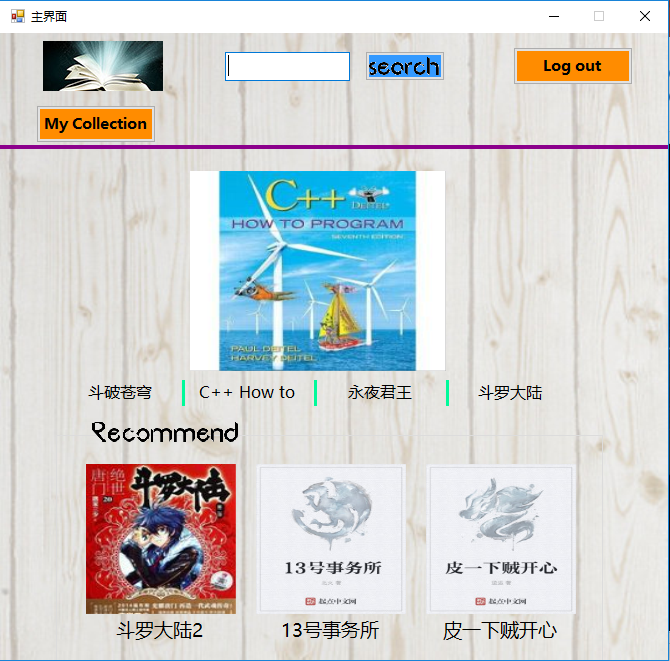 主界面
search
Log out
My Collection
C++
DEITEL
HOW TO PROGRAM
SEVENTH EDITION
PAUL DEITEL
HARVEY DEITEL
斗破苍穹
C++ How to
永夜君王
斗罗大陆
Recommend
绝世
唐门
20
斗罗大陆
13号事务所
起点中文网
皮一下贼开心
起点中文网
斗罗大陆2
13号事务所
皮一下贼开心